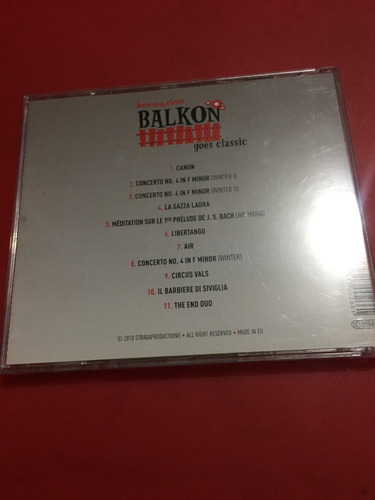 konnexion
BALKON
goes classic
1. CANON
2. CONCERTO NO. 4 IN F MINOR (WINTER I)
3. CONCERTO NO. 4 IN F MINOR (WINTER II)
4. LA GAZZA LADRA
5. MÉDITATION SUR LE 1ER PRÉLUDE DE J. S. BACH (AVE MARIA)
6. LIBERTANGO
7. AIR
8. CONCERTO NO. 4 IN F MINOR (WINTER)
9. CIRCUS VALS
10. IL BARBIERE DI SIVIGLIA
11. THE END DUO
© 2010 STRAVAPRODUCTIONS • ALL RIGHT RESERVED • MADE IN EU